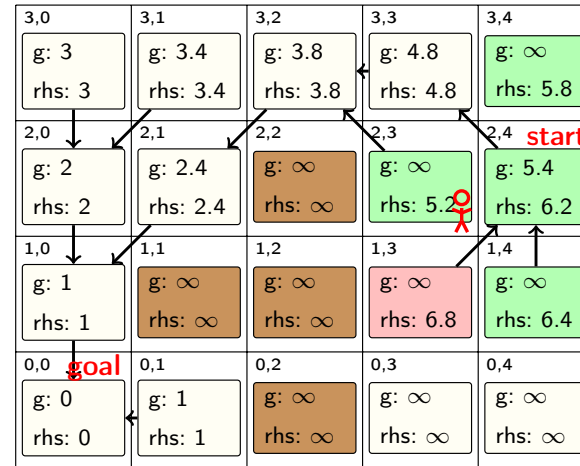 3,0 3,1 3,2 3,3 3,4
g: 3 g: 3.4 g: 3.8 g: 4.8 g: ∞
rhs: 3 rhs: 3.4 rhs: 3.8 rhs: 4.8 rhs: 5.8
2,0 2,1 2,2 2,3 2,4
start
g: 2 g: 2.4 g: ∞ g: ∞ g: 5.4
rhs: 2 rhs: 2.4 rhs: ∞ rhs: 5.2 rhs: 6.2
1,0 1,1 1,2 1,3 1,4
g: 1 g: ∞ g: ∞ g: ∞ g: ∞
rhs: 1 rhs: ∞ rhs: ∞ rhs: 6.8 rhs: 6.4
0,0 0,1 0,2 0,3 0,4
goal
g: 0 g: 1 g: ∞ g: ∞ g: ∞
rhs: 0 rhs: 1 rhs: ∞ rhs: ∞ rhs: ∞